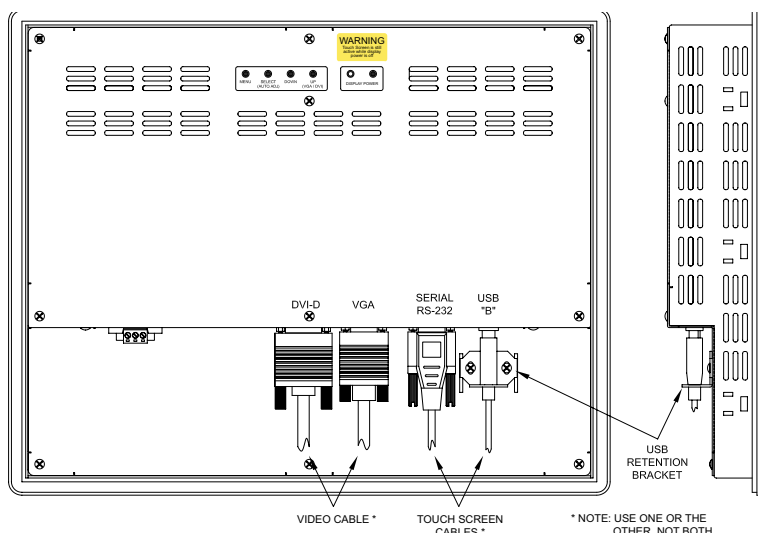 WARNING
Touch Screen is still
active while display
power is off
MENU
SELECT
(AUTO ADJ)
DOWN
UP
(VGA / DVI)
DISPLAY POWER
DVI-D
VGA
SERIAL
RS-232
USB
"B"
USB
RETENTION
BRACKET
VIDEO CABLE *
TOUCH SCREEN
CABLES *
* NOTE: USE ONE OR THE
OTHER, NOT BOTH